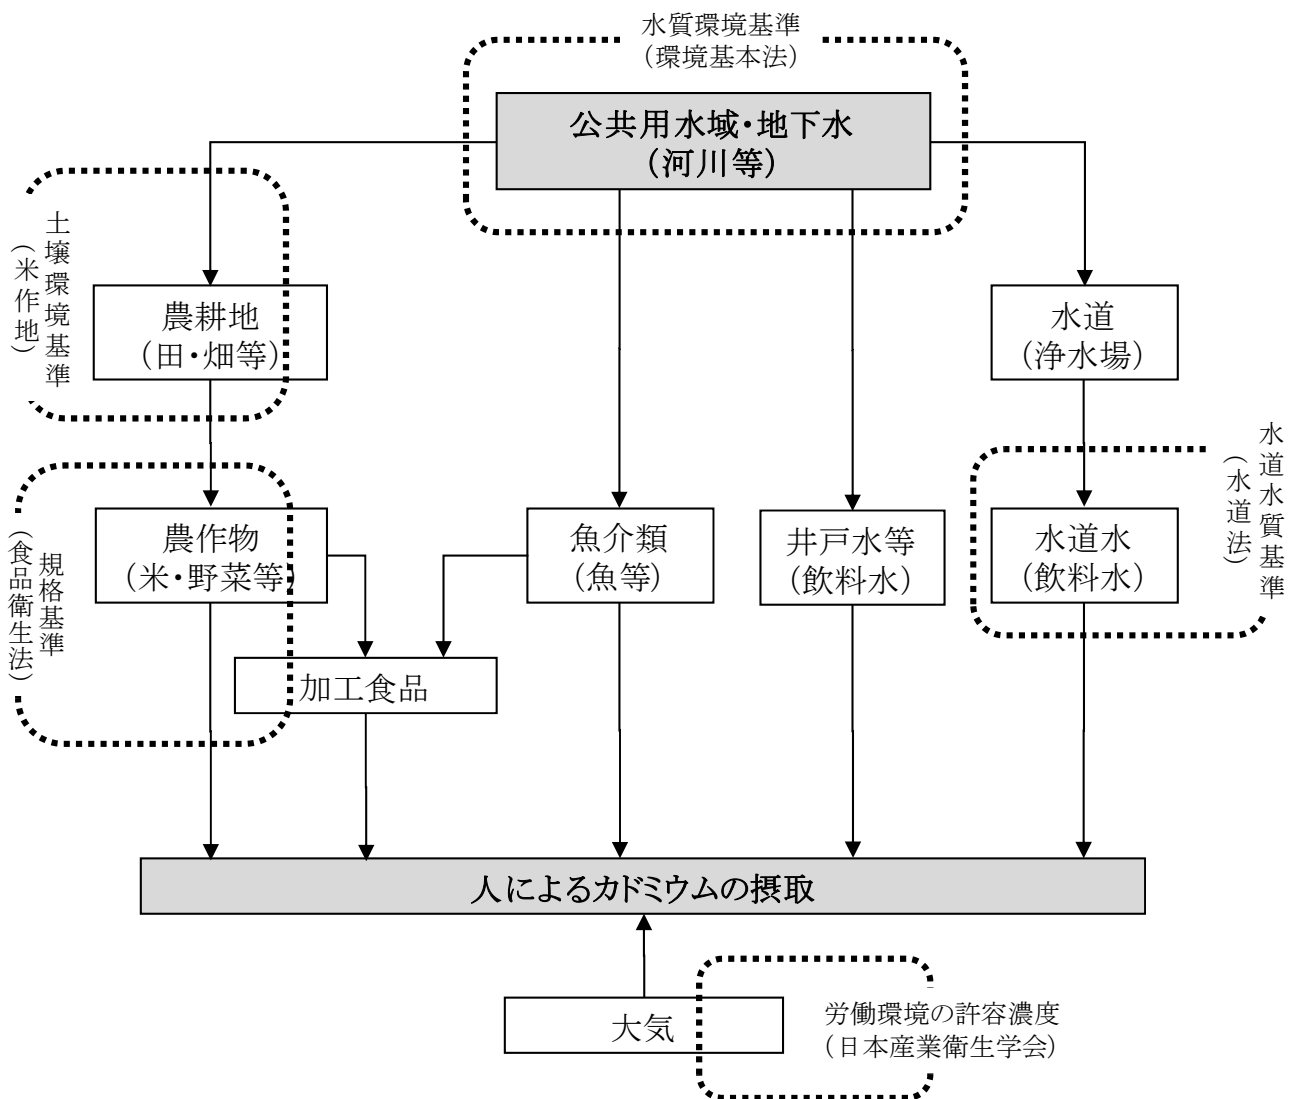 水質環境基準
（環境基本法）
公共用水域・地下水
（河川等）
土壌環境基準
（米作地）
農耕地
（田・畑等）
水道
（浄水場）
水道水質基準
（水道法）
規格基準
（食品衛生法）
農作物
（米・野菜等）
魚介類
（魚等）
井戸水等
（飲料水）
水道水
（飲料水）
加工食品
人によるカドミウムの摂取
大気
労働環境の許容濃度
（日本産業衛生学会）